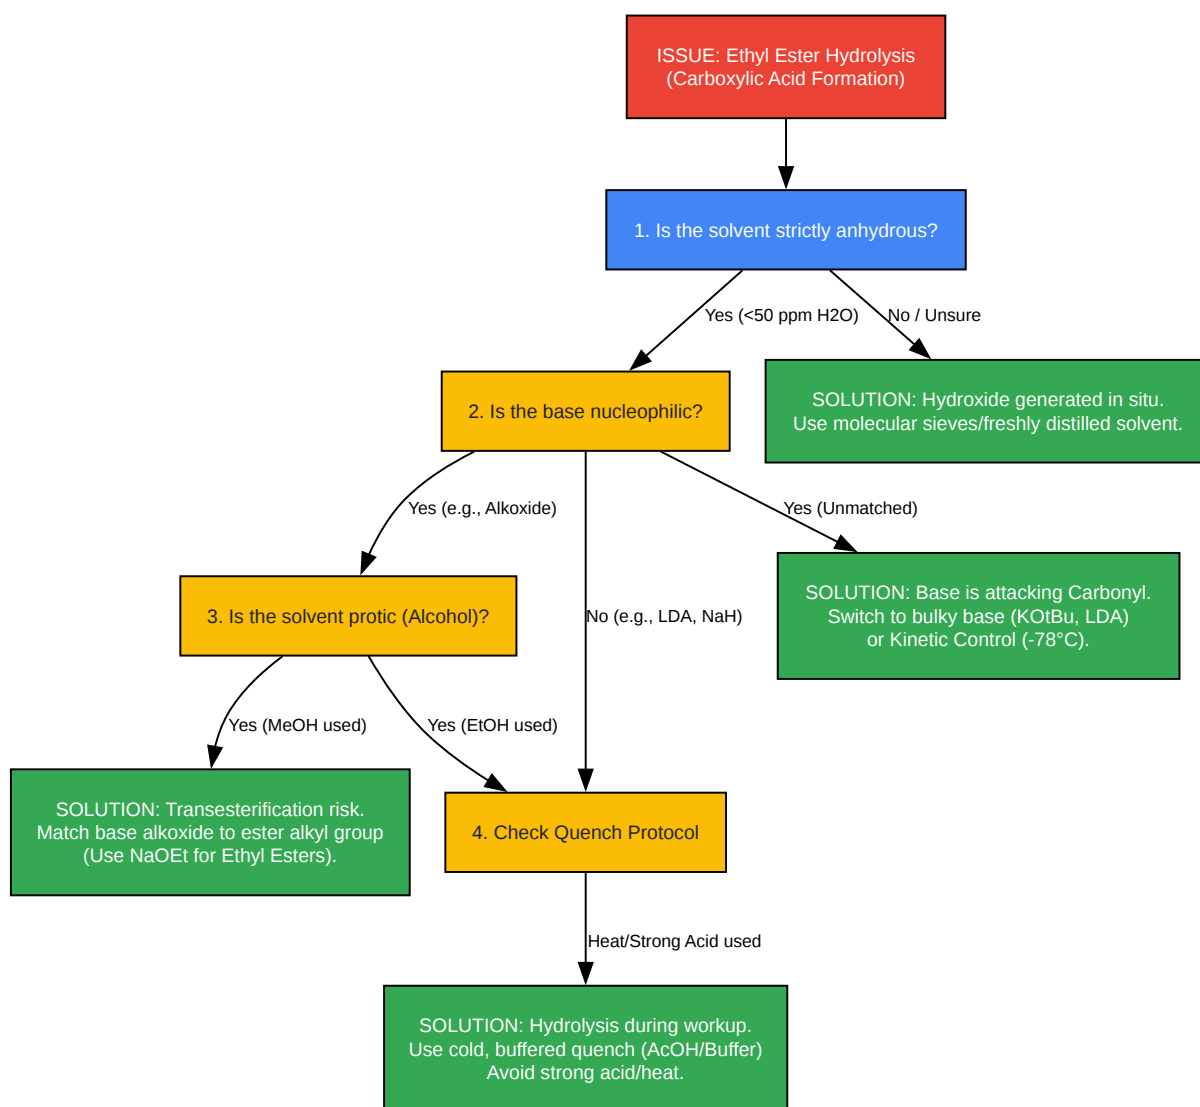 ISSUE: Ethyl Ester Hydrolysis
(Carboxylic Acid Formation)
1. Is the solvent strictly anhydrous?
Yes (<50 ppm H2O)
No / Unsure
2. Is the base nucleophilic?
SOLUTION: Hydroxide generated in situ.
Use molecular sieves/freshly distilled solvent.
Yes (e.g., Alkoxide)
Yes (Unmatched)
3. Is the solvent protic (Alcohol)?
No (e.g., LDA, NaH)
SOLUTION: Base is attacking Carbonyl.
Switch to bulky base (KOtBu, LDA)
or Kinetic Control (-78°C).
Yes (MeOH used)
Yes (EtOH used)
SOLUTION: Transesterification risk.
Match base alkoxide to ester alkyl group
(Use NaOEt for Ethyl Esters).
4. Check Quench Protocol
Heat/Strong Acid used
SOLUTION: Hydrolysis during workup.
Use cold, buffered quench (AcOH/Buffer)
Avoid strong acid/heat.